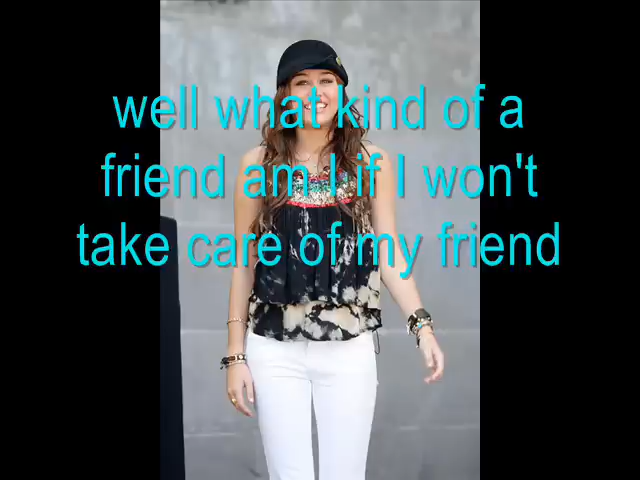 well what kind of a
friend am I if I won't
take care of my friend